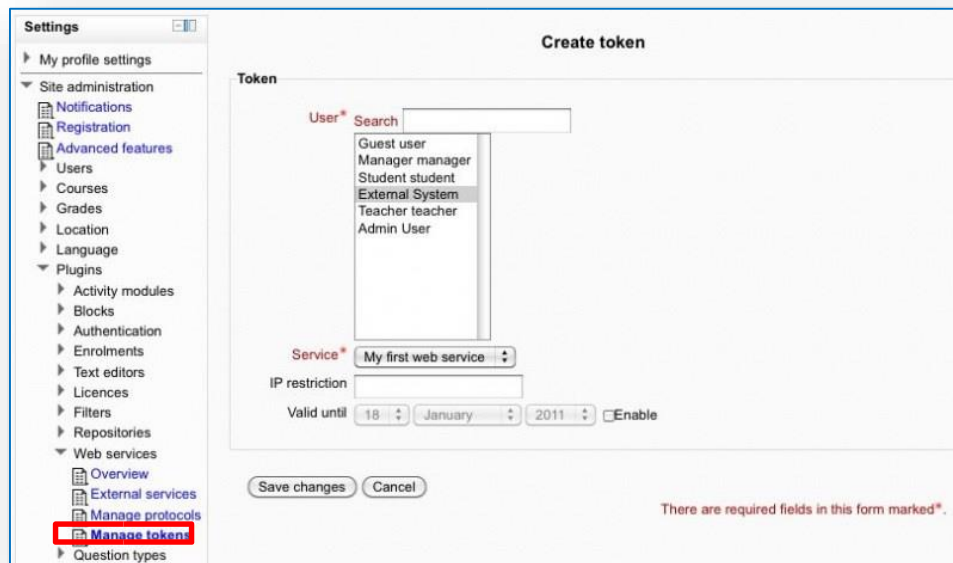 Settings
My profile settings
Site administration
Notifications
Registration
Advanced features
Users
Courses
Grades
Location
Language
Plugins
Activity modules
Blocks
Authentication
Enrolments
Text editors
Licences
Filters
Repositories
Web services
Overview
External services
Manage protocols
Manage tokens
Question types
Create token
Token
User* Search
Guest user
Manager manager
Student student
External System
Teacher teacher
Admin User
Service* My first web service
IP restriction
Valid until 18 January 2011 Enable
Save changes Cancel
There are required fields in this form marked*.